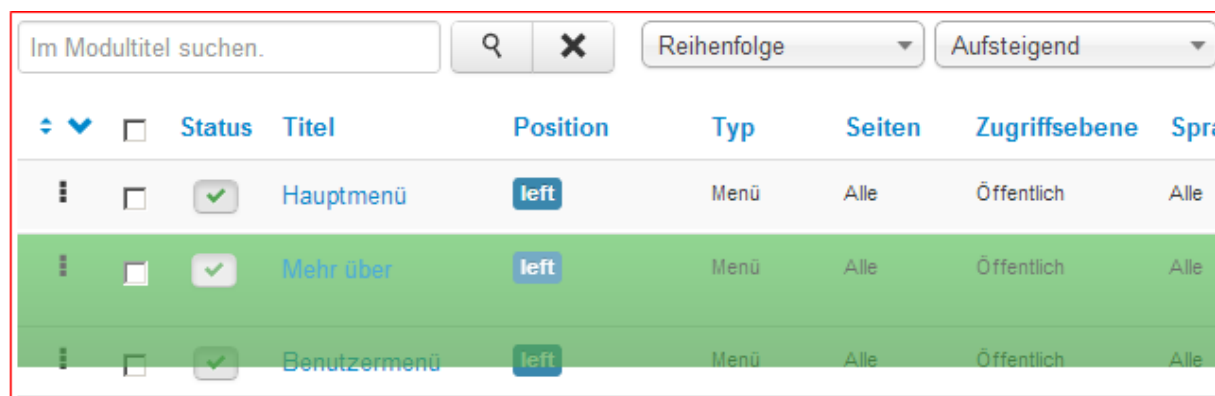 Im Modultitel suchen. Reihenfolge Aufsteigend
Status Titel Position Typ Seiten Zugriffsebene Spra
Hauptmenü left Menü Alle Öffentlich Alle
Mehr über left Menü Alle Öffentlich Alle
Benutzermenü left Menü Alle Öffentlich Alle